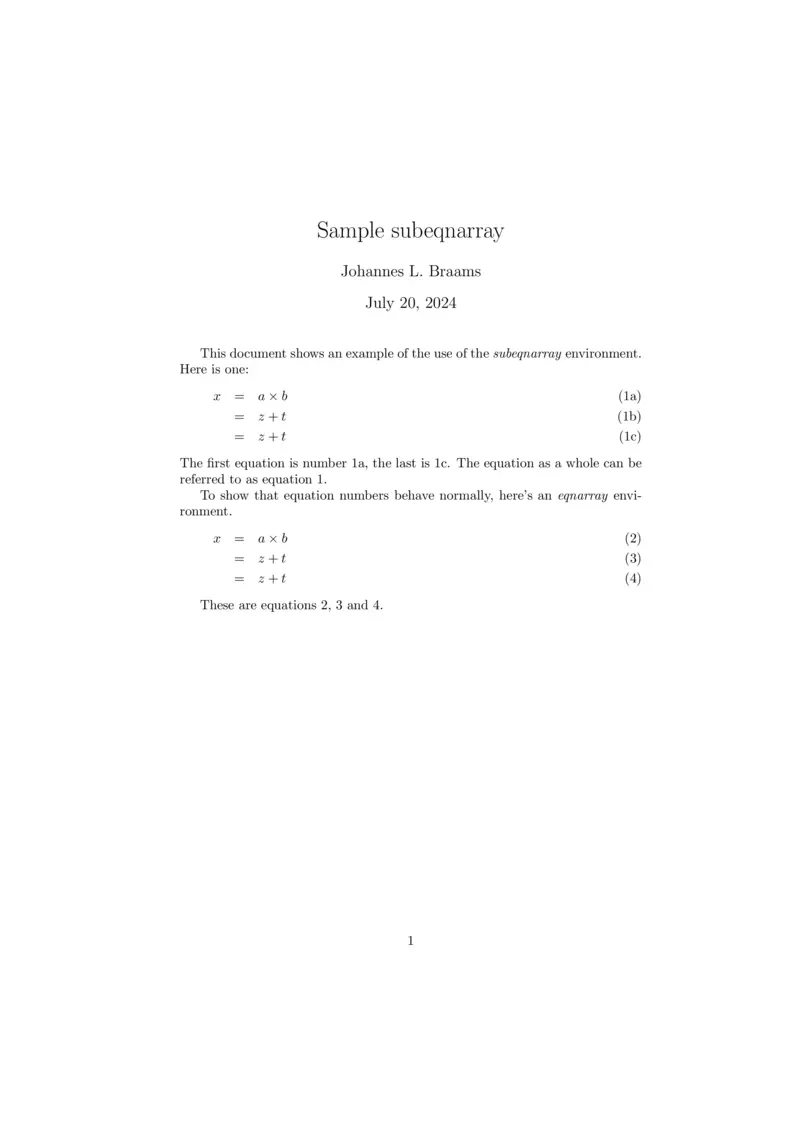 Sample subeqnarray
Johannes L. Braams
July 20, 2024
This document shows an example of the use of the subeqnarray environment.
Here is one:
x = a × b (1a)
= z + t (1b)
= z + t (1c)
The first equation is number 1a, the last is 1c. The equation as a whole can be
referred to as equation 1.
To show that equation numbers behave normally, here's an eqnarray envi-
ronment.
x = a × b (2)
= z + t (3)
= z + t (4)
These are equations 2, 3 and 4.
1